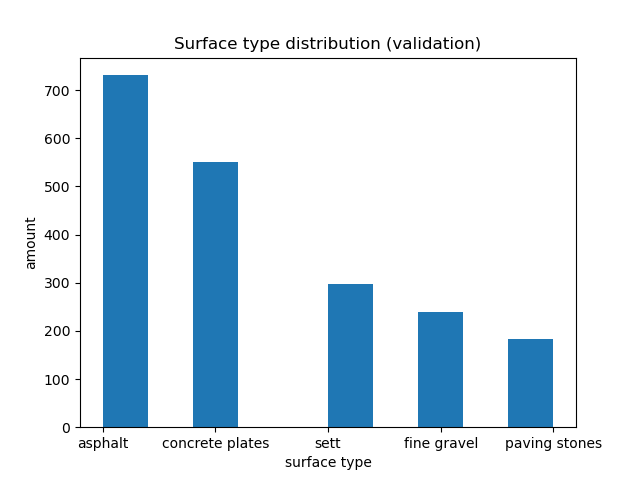 Surface type distribution (validation)
700
600
500
400
300
200
100
0
amount
asphalt concrete plates sett fine gravel paving stones
surface type